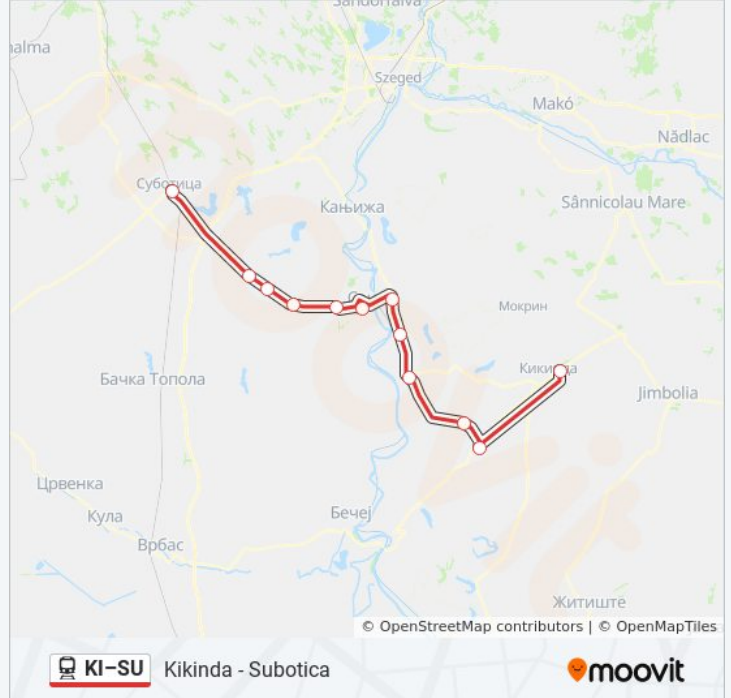 Sándorfalva
halma
Szeged
Makó
Nădlac
Суботица
Кањижа
Sânnicolau Mare
Мокрин
Кикинда
Бачка Топола
Jimbolia
Црвенка
Кула
Бечеј
Врбас
Житиште
© OpenStreetMap contributors | © OpenMapTiles
KI–SU Kikinda - Subotica
moovit